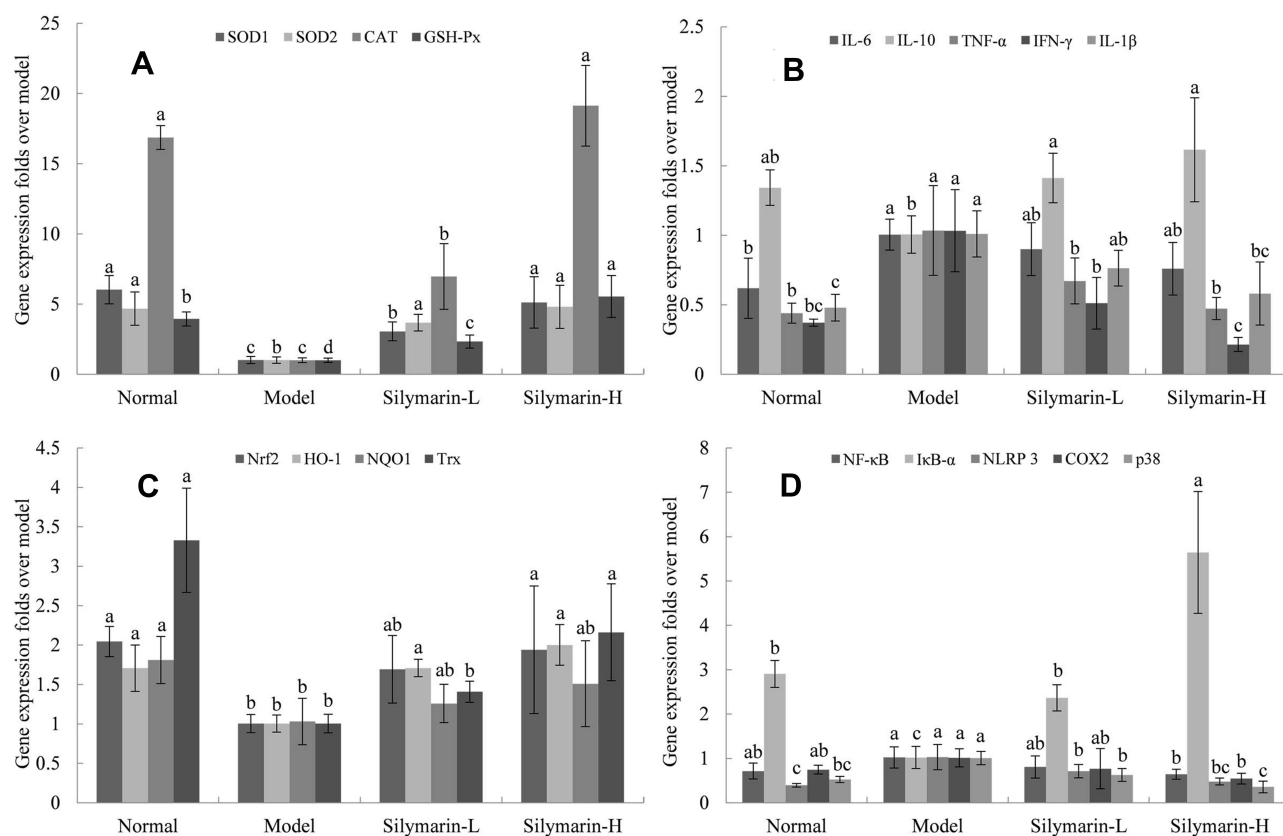 A
SOD1 SOD2 CAT GSH-Px
Gene expression folds over model
25
20
15
10
5
0
a a a b
c b c d
b a b c
a a a a
Normal Model Silymarin-L Silymarin-H
B
IL-6 IL-10 TNF-α IFN-γ IL-1β
Gene expression folds over model
2.5
2
1.5
1
0.5
0
b ab b bc c
a b a a a
ab a b b ab
ab a b c bc
Normal Model Silymarin-L Silymarin-H
C
Nrf2 HO-1 NQO1 Trx
Gene expression folds over model
4.5
4
3.5
3
2.5
2
1.5
1
0.5
0
a a a a
b b b b
ab a ab b
a a ab a
Normal Model Silymarin-L Silymarin-H
D
NF-κB IκB-α NLRP 3 COX2 p38
Gene expression folds over model
8
7
6
5
4
3
2
1
0
ab b c ab bc
a c a a a
ab b b ab b
b a bc b c
Normal Model Silymarin-L Silymarin-H